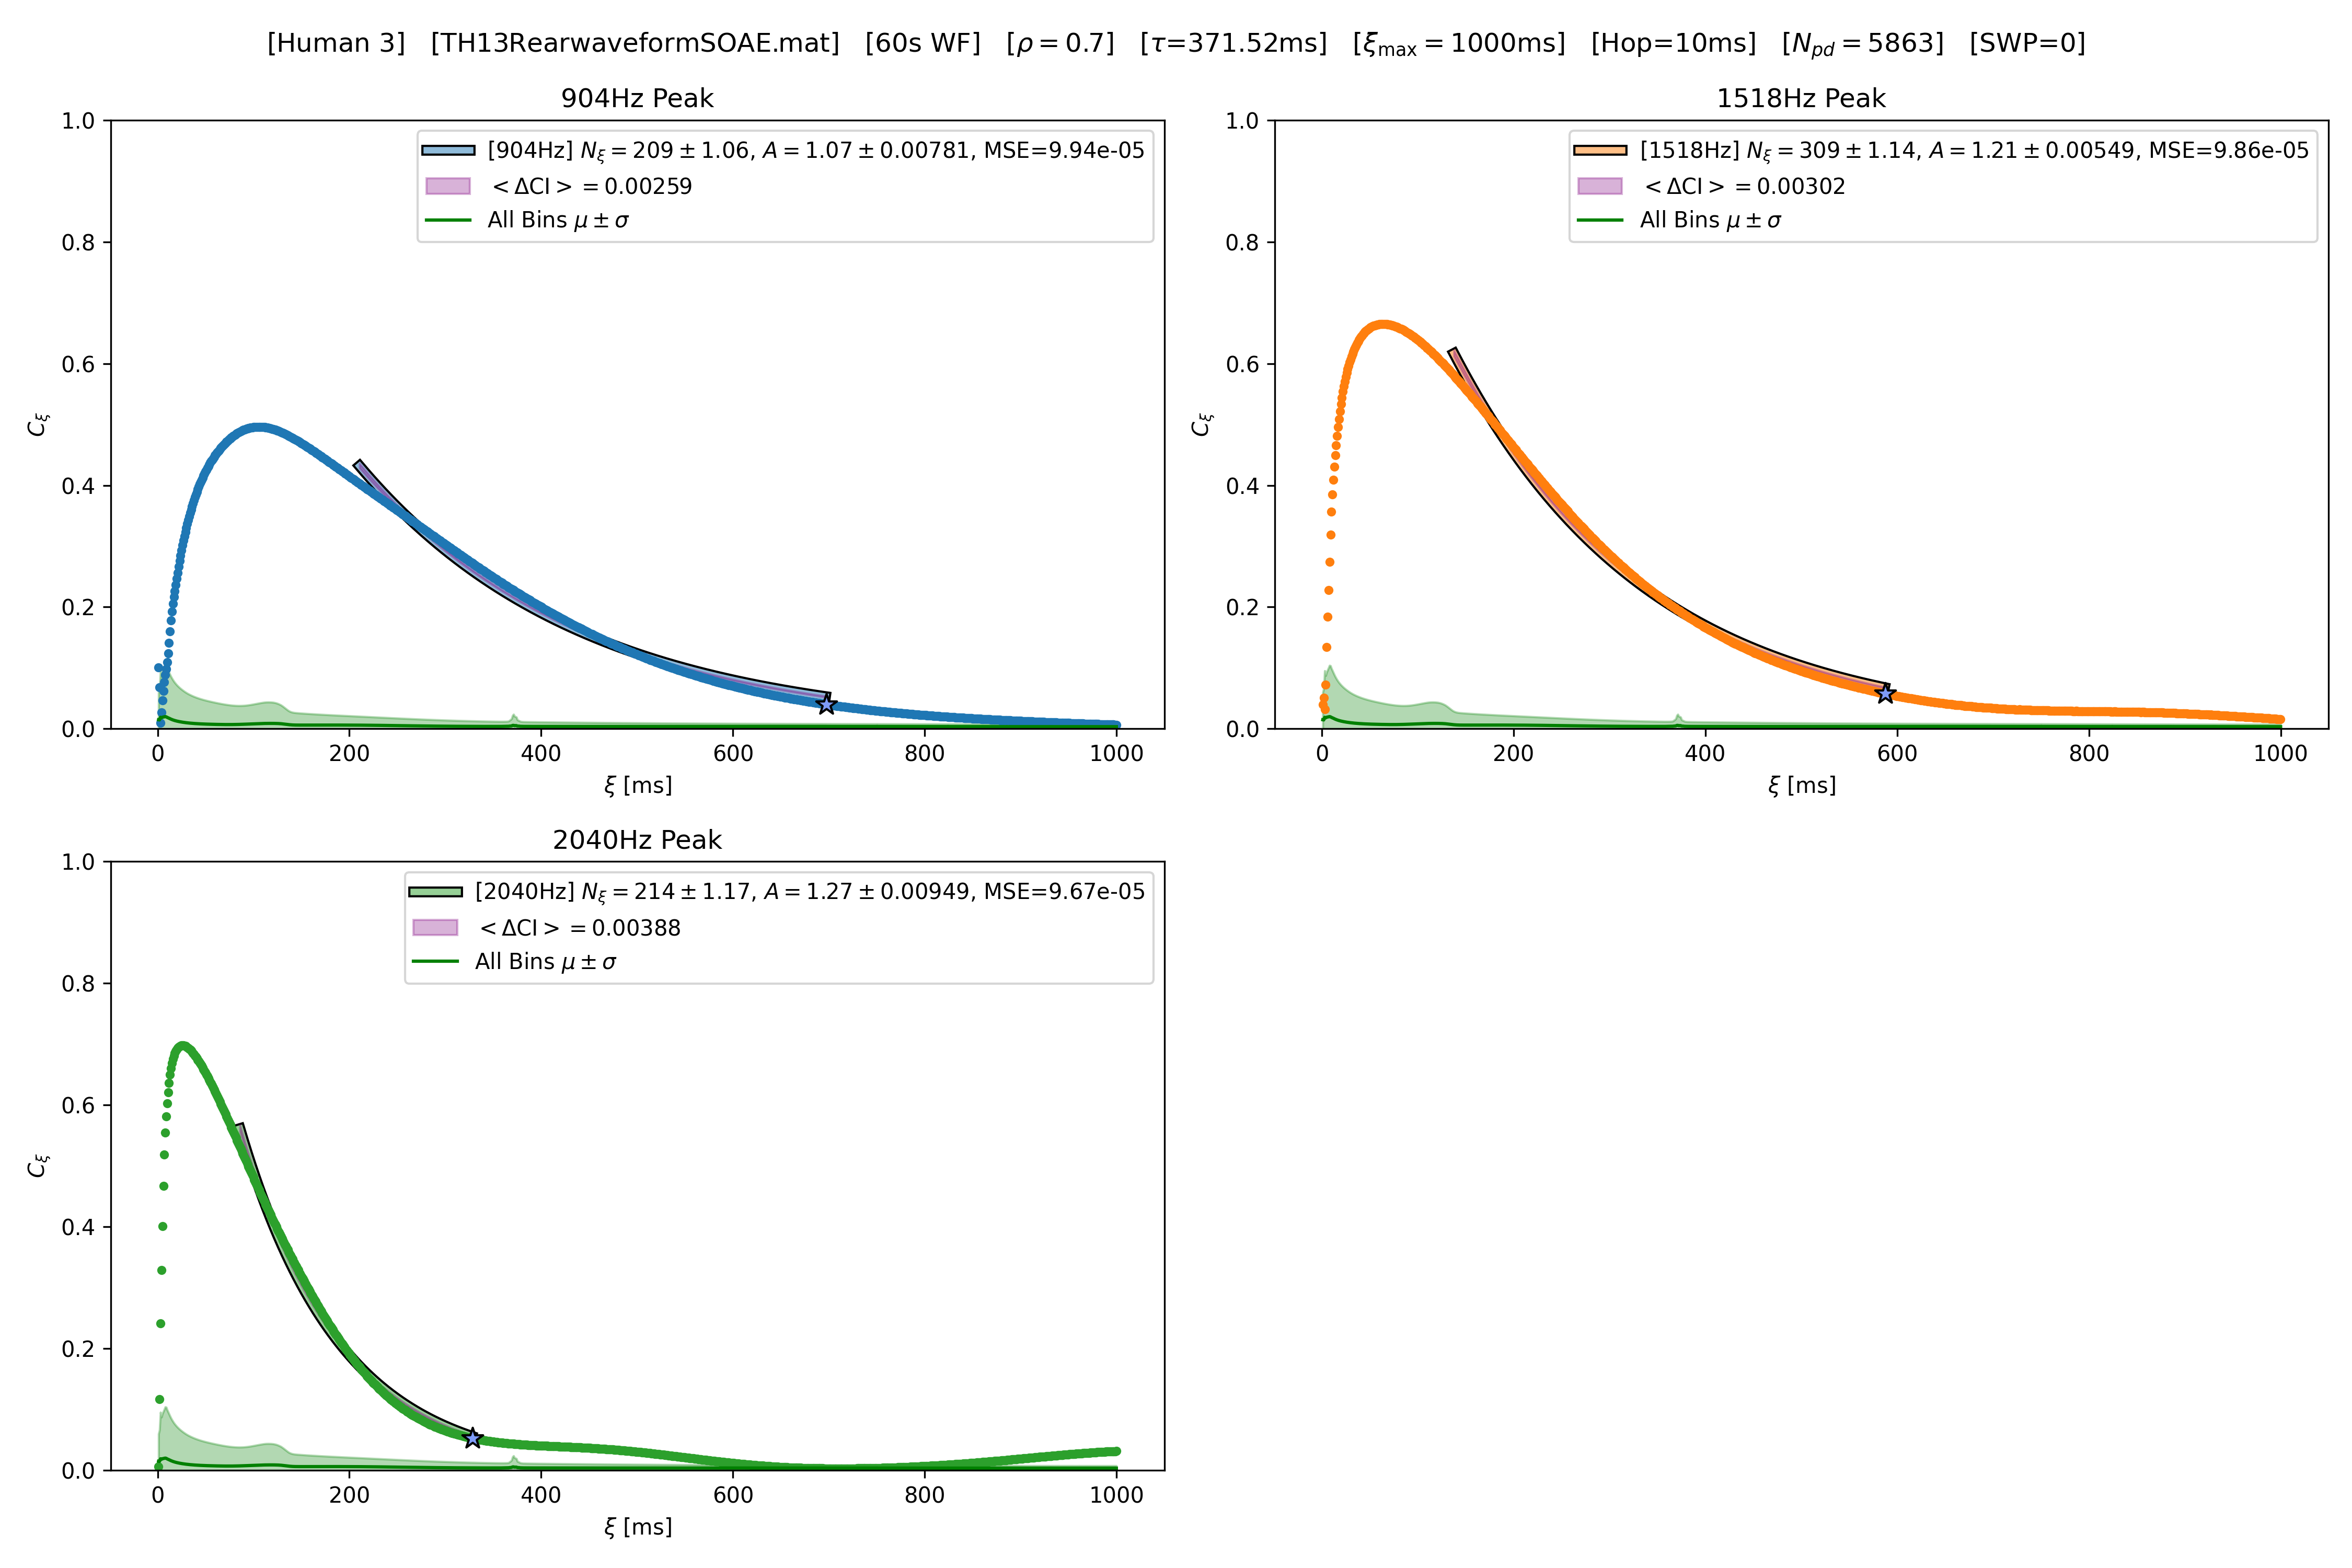 [Human 3] [TH13RearwaveformSOAE.mat] [60s WF] [ρ = 0.7] [τ=371.52ms] [ξmax = 1000ms] [Hop=10ms] [Npd = 5863] [SWP=0]
904Hz Peak
[904Hz] Nξ = 209 ± 1.06, A = 1.07 ± 0.00781, MSE=9.94e-05
< ΔCI > = 0.00259
All Bins μ ± σ
1.0
0.8
0.6
0.4
0.2
0.0
Cξ
0 200 400 600 800 1000
ξ [ms]
1518Hz Peak
[1518Hz] Nξ = 309 ± 1.14, A = 1.21 ± 0.00549, MSE=9.86e-05
< ΔCI > = 0.00302
All Bins μ ± σ
1.0
0.8
0.6
0.4
0.2
0.0
Cξ
0 200 400 600 800 1000
ξ [ms]
2040Hz Peak
[2040Hz] Nξ = 214 ± 1.17, A = 1.27 ± 0.00949, MSE=9.67e-05
< ΔCI > = 0.00388
All Bins μ ± σ
1.0
0.8
0.6
0.4
0.2
0.0
Cξ
0 200 400 600 800 1000
ξ [ms]